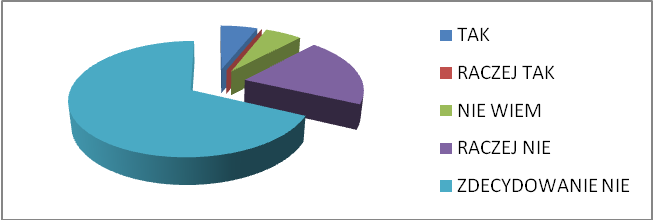 TAK
RACZEJ TAK
NIE WIEM
RACZEJ NIE
ZDECYDOWANIE NIE